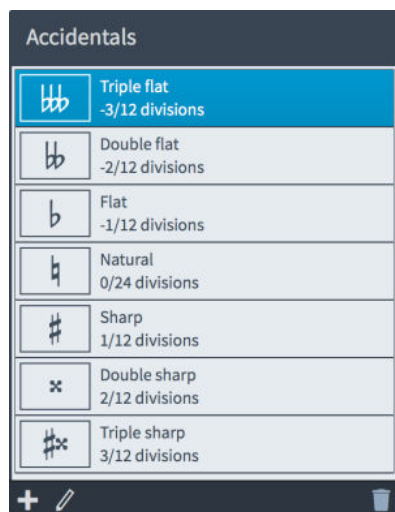 Accidentals
Triple flat
-3/12 divisions
Double flat
-2/12 divisions
Flat
-1/12 divisions
Natural
0/24 divisions
Sharp
1/12 divisions
Double sharp
2/12 divisions
Triple sharp
3/12 divisions